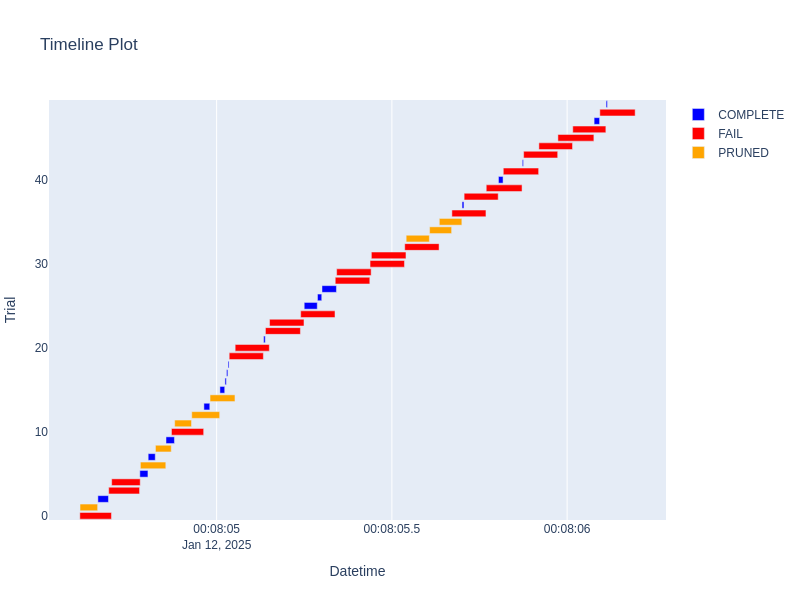 Timeline Plot
COMPLETE
FAIL
PRUNED
40
30
20
10
0
Trial
00:08:05
00:08:05.5
00:08:06
Jan 12, 2025
Datetime